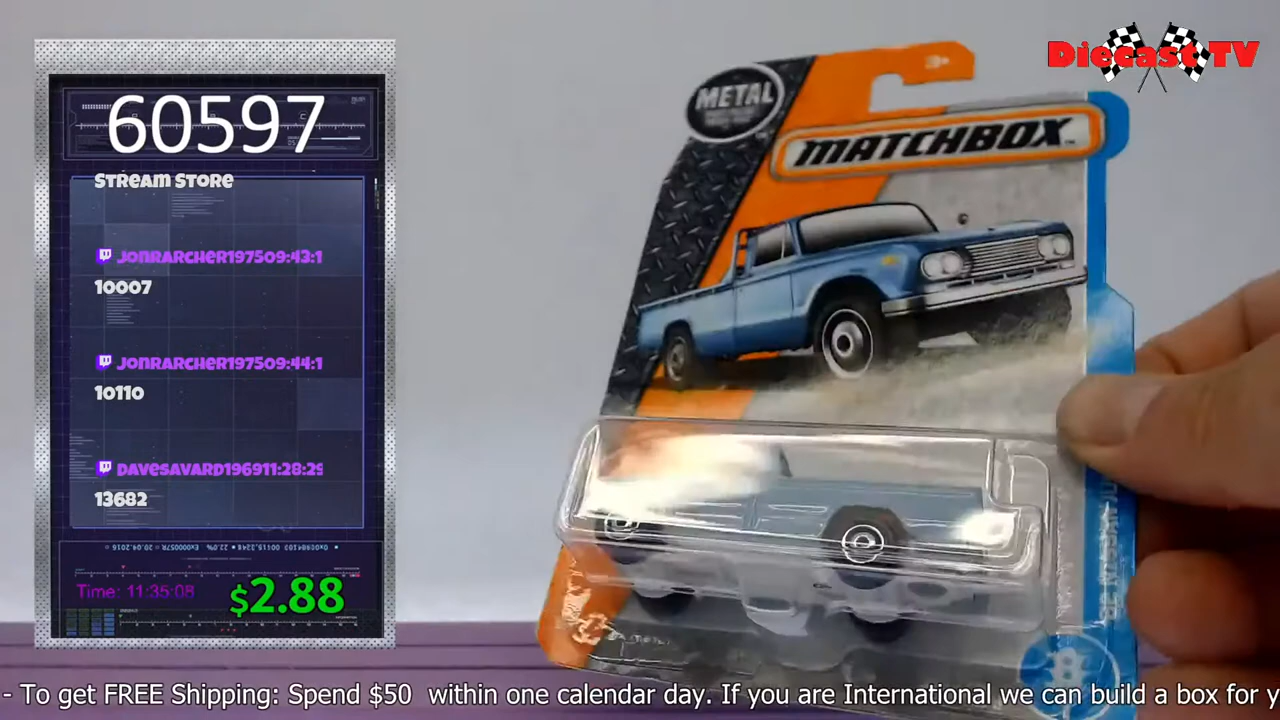 60597
STREAM STORE
JONRARCHER197509:43:1
10007
JONRARCHER197509:44:1
10110
DAVESAVARD196911:28:29
13682
Time: 11:35:08
$2.88
Diecast TV
METAL
MATCHBOX
- To get FREE Shipping: Spend $50 within one calendar day. If you are International we can build a box for y